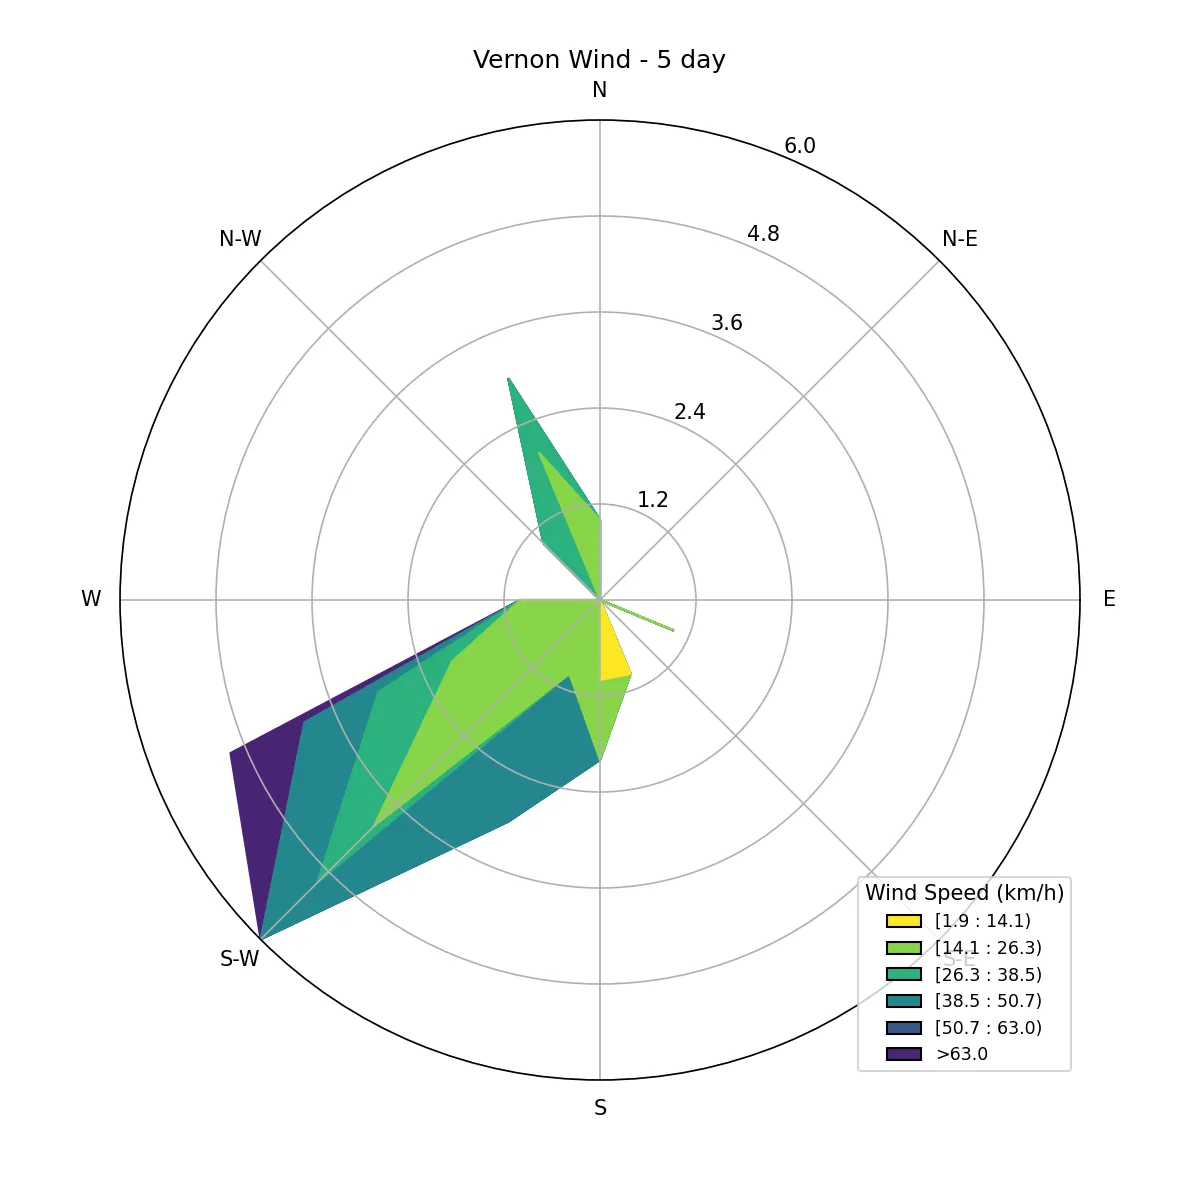 Vernon Wind - 5 day
N
6.0
N-W
4.8
N-E
3.6
2.4
1.2
W
E
S-W
S-E
S
Wind Speed (km/h)
[1.9 : 14.1)
[14.1 : 26.3)
[26.3 : 38.5)
[38.5 : 50.7)
[50.7 : 63.0)
>63.0